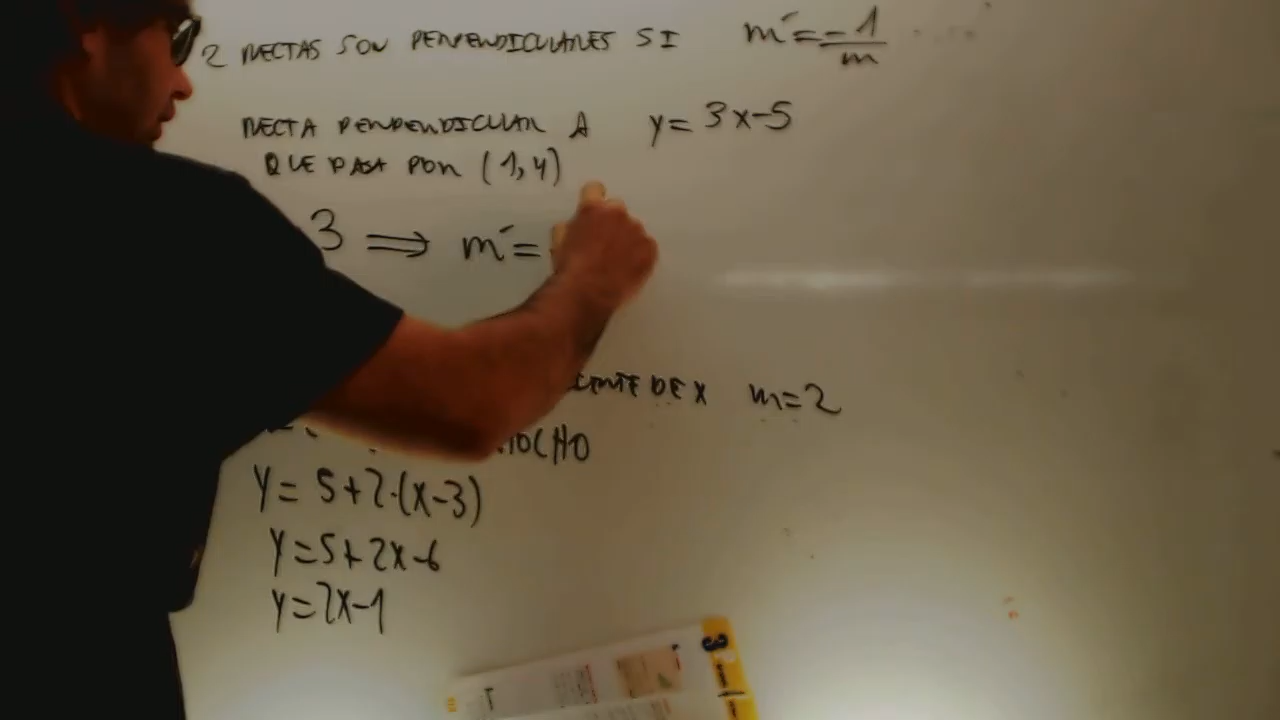 2 RECTAS SON PERPENDICULARES SI m´=-1/m
RECTA PERPENDICULAR A y=3x-5
QUE PASA POR (1,4)
3 ⟹ m´=
DE X m=2
y=5+2·(x-3)
y=5+2x-6
y=2x-1
3